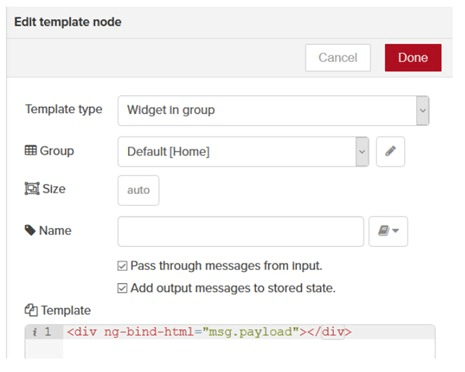 Edit template node
Cancel
Done
Template type
Widget in group
Group
Default [Home]
Size
auto
Name
Pass through messages from input.
Add output messages to stored state.
Template
i 1 <div ng-bind-html="msg.payload"></div>